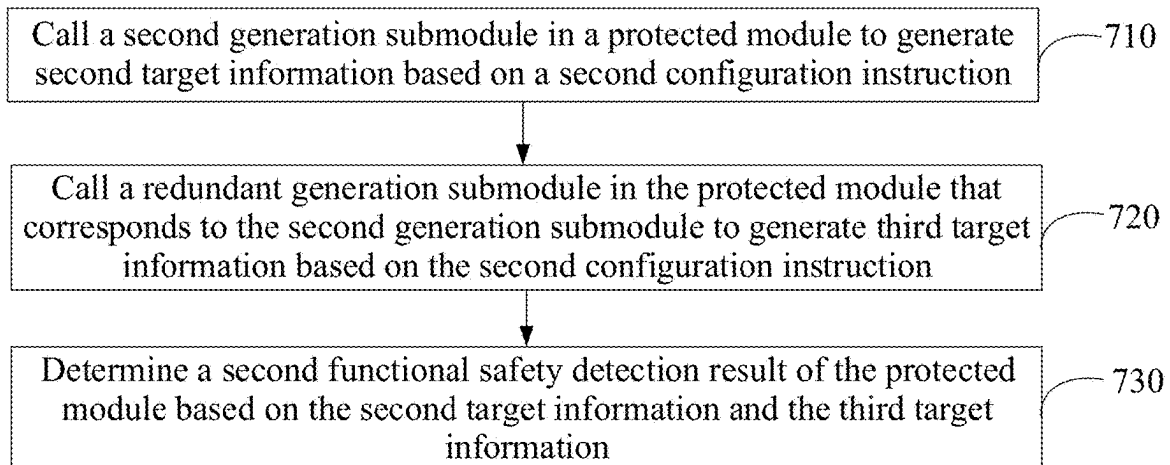 Call a second generation submodule in a protected module to generate
second target information based on a second configuration instruction
710
Call a redundant generation submodule in the protected module that
corresponds to the second generation submodule to generate third target
information based on the second configuration instruction
720
Determine a second functional safety detection result of the protected
module based on the second target information and the third target
information
730